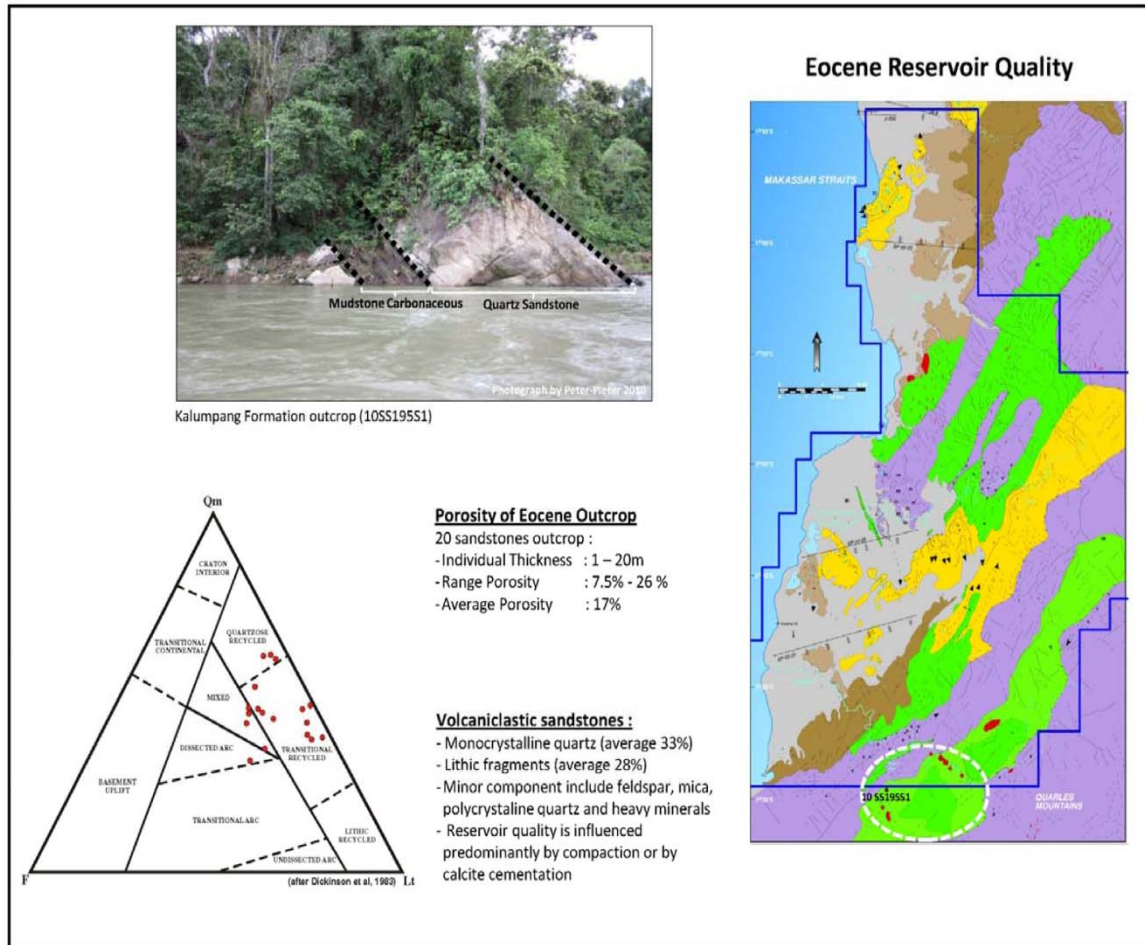 Eocene Reservoir Quality
Mudstone Carbonaceous
Quartz Sandstone
Photograph by Peter-Pieter 2010
Kalumpang Formation outcrop (10SS195S1)
MAKASSAR STRAITS
10 SS195S1
QUARLES
MOUNTAINS
Qm
CRATON
INTERIOR
TRANSITIONAL
CONTINENTAL
QUARTZOSE
RECYCLED
MIXED
DISSECTED ARC
TRANSITIONAL
RECYCLED
BASEMENT
UPLIFT
TRANSITIONAL ARC
LITHIC
RECYCLED
UNDISSECTED ARC
F
Lt
(after Dickinson et al, 1983)
Porosity of Eocene Outcrop
20 sandstones outcrop :
- Individual Thickness : 1 – 20m
- Range Porosity : 7.5% - 26 %
- Average Porosity : 17%
Volcaniclastic sandstones :
- Monocrystalline quartz (average 33%)
- Lithic fragments (average 28%)
- Minor component include feldspar, mica,
polycrystaline quartz and heavy minerals
- Reservoir quality is influenced
predominantly by compaction or by
calcite cementation